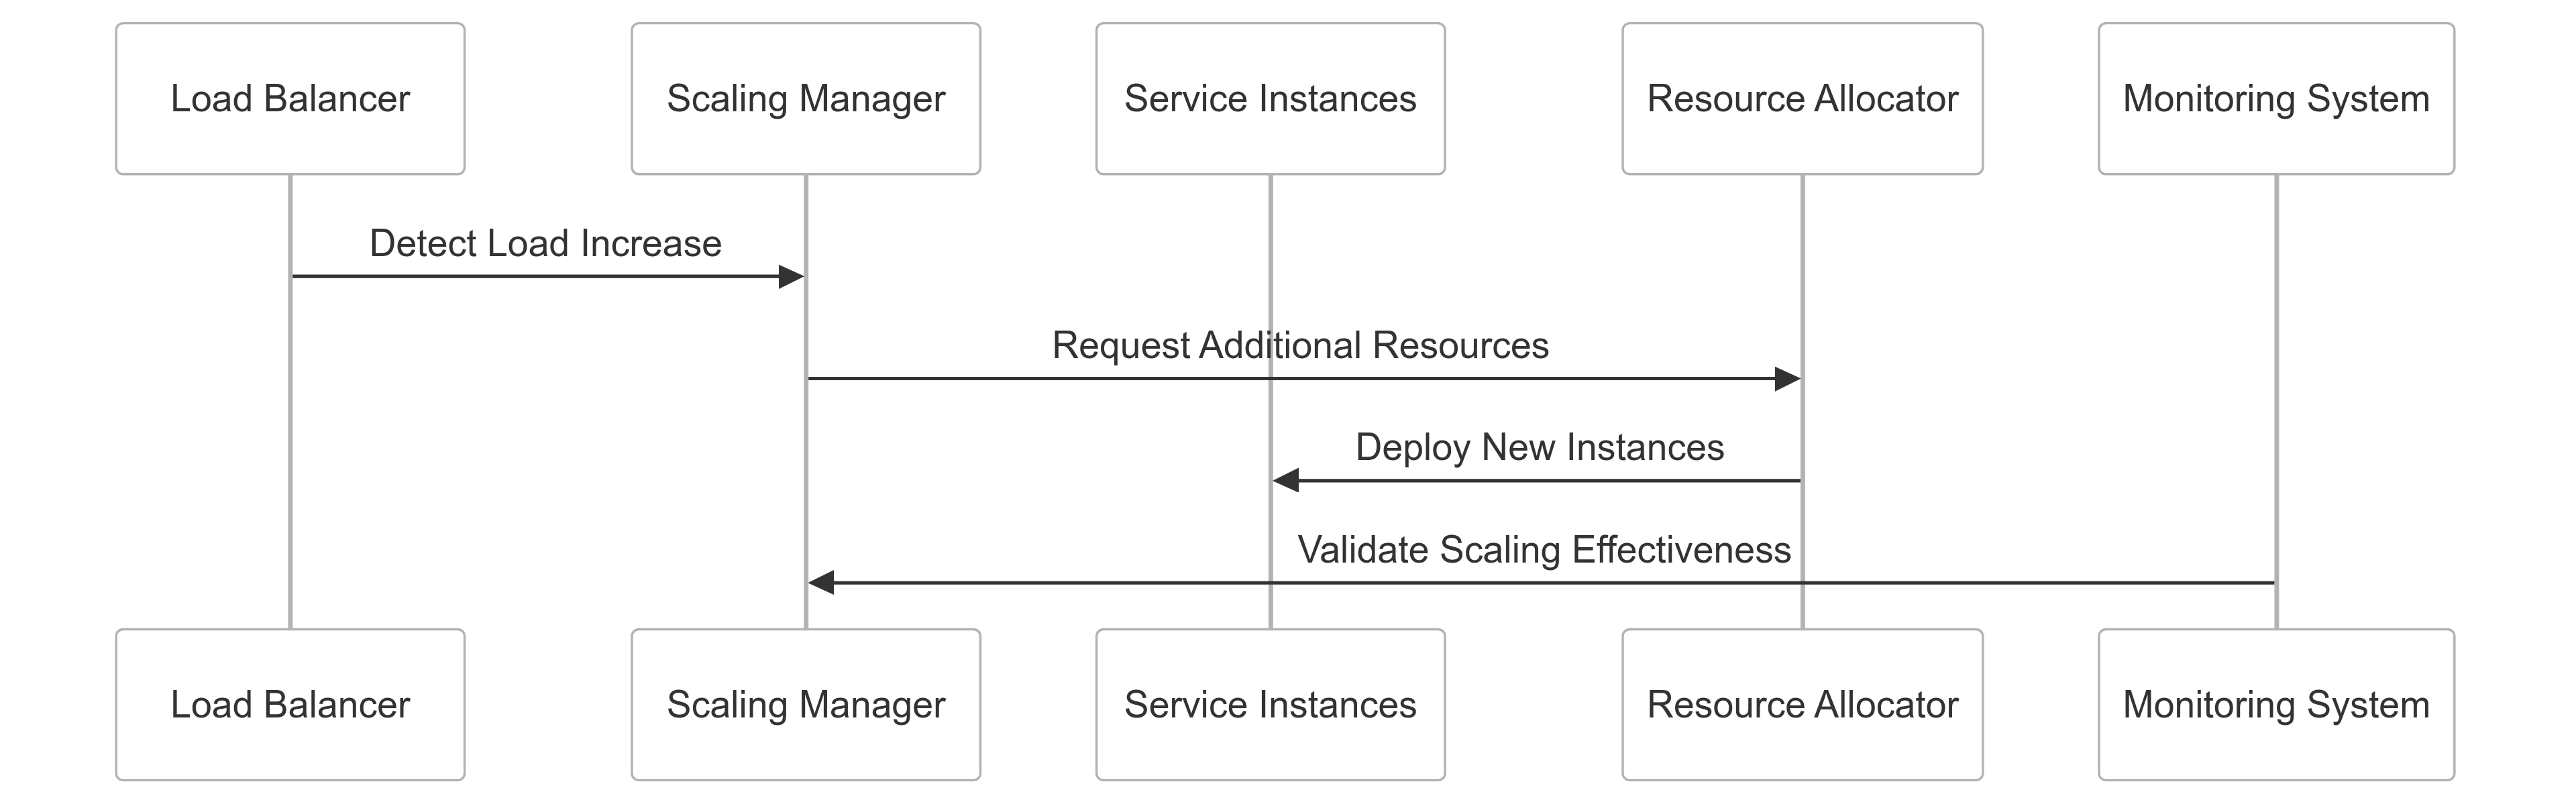 Load Balancer
Scaling Manager
Service Instances
Resource Allocator
Monitoring System
Detect Load Increase
Request Additional Resources
Deploy New Instances
Validate Scaling Effectiveness
Load Balancer
Scaling Manager
Service Instances
Resource Allocator
Monitoring System